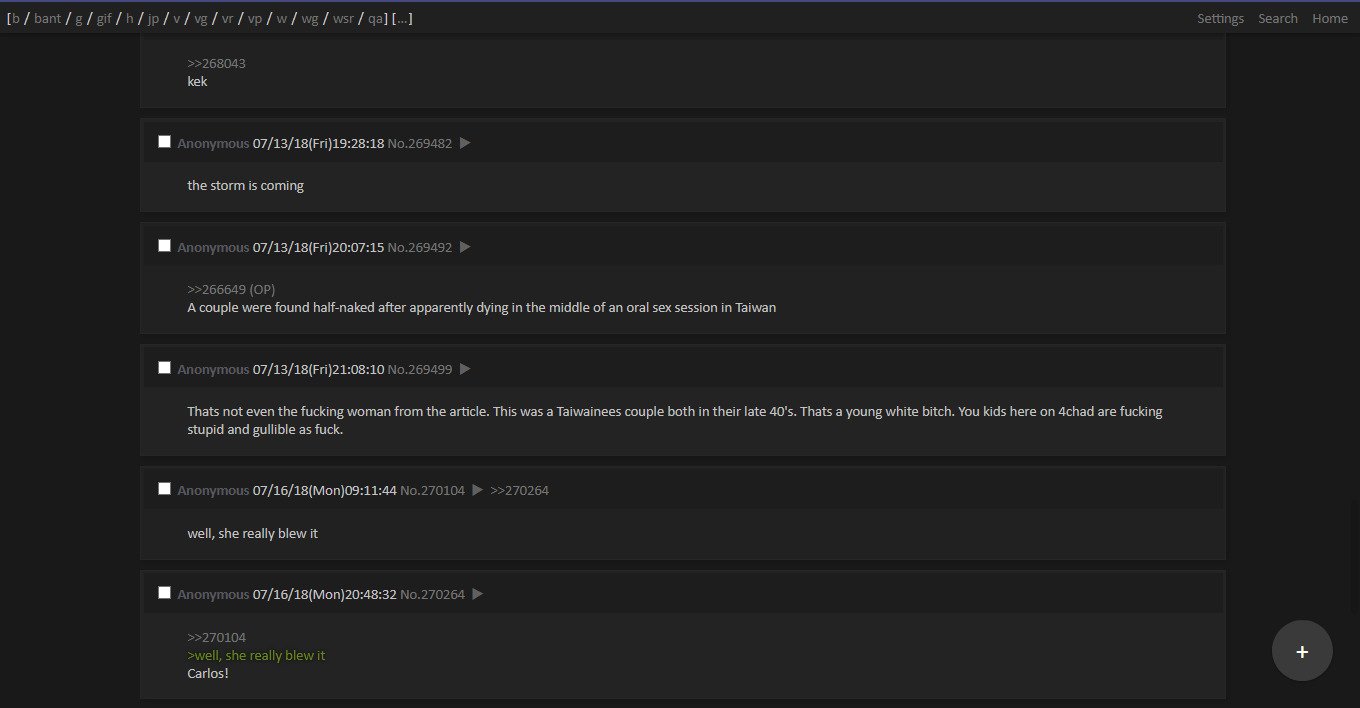 [b / bant / g / gif / h / jp / v / vg / vr / vp / w / wg / wsr / qa] [...] Settings Search Home
>>268043
kek
Anonymous 07/13/18(Fri)19:28:18 No.269482 ▶
the storm is coming
Anonymous 07/13/18(Fri)20:07:15 No.269492 ▶
>>266649 (OP)
A couple were found half-naked after apparently dying in the middle of an oral sex session in Taiwan
Anonymous 07/13/18(Fri)21:08:10 No.269499 ▶
Thats not even the fucking woman from the article. This was a Taiwainees couple both in their late 40's. Thats a young white bitch. You kids here on 4chad are fucking
stupid and gullible as fuck.
Anonymous 07/16/18(Mon)09:11:44 No.270104 ▶ >>270264
well, she really blew it
Anonymous 07/16/18(Mon)20:48:32 No.270264 ▶
>>270104
>well, she really blew it
Carlos!
+